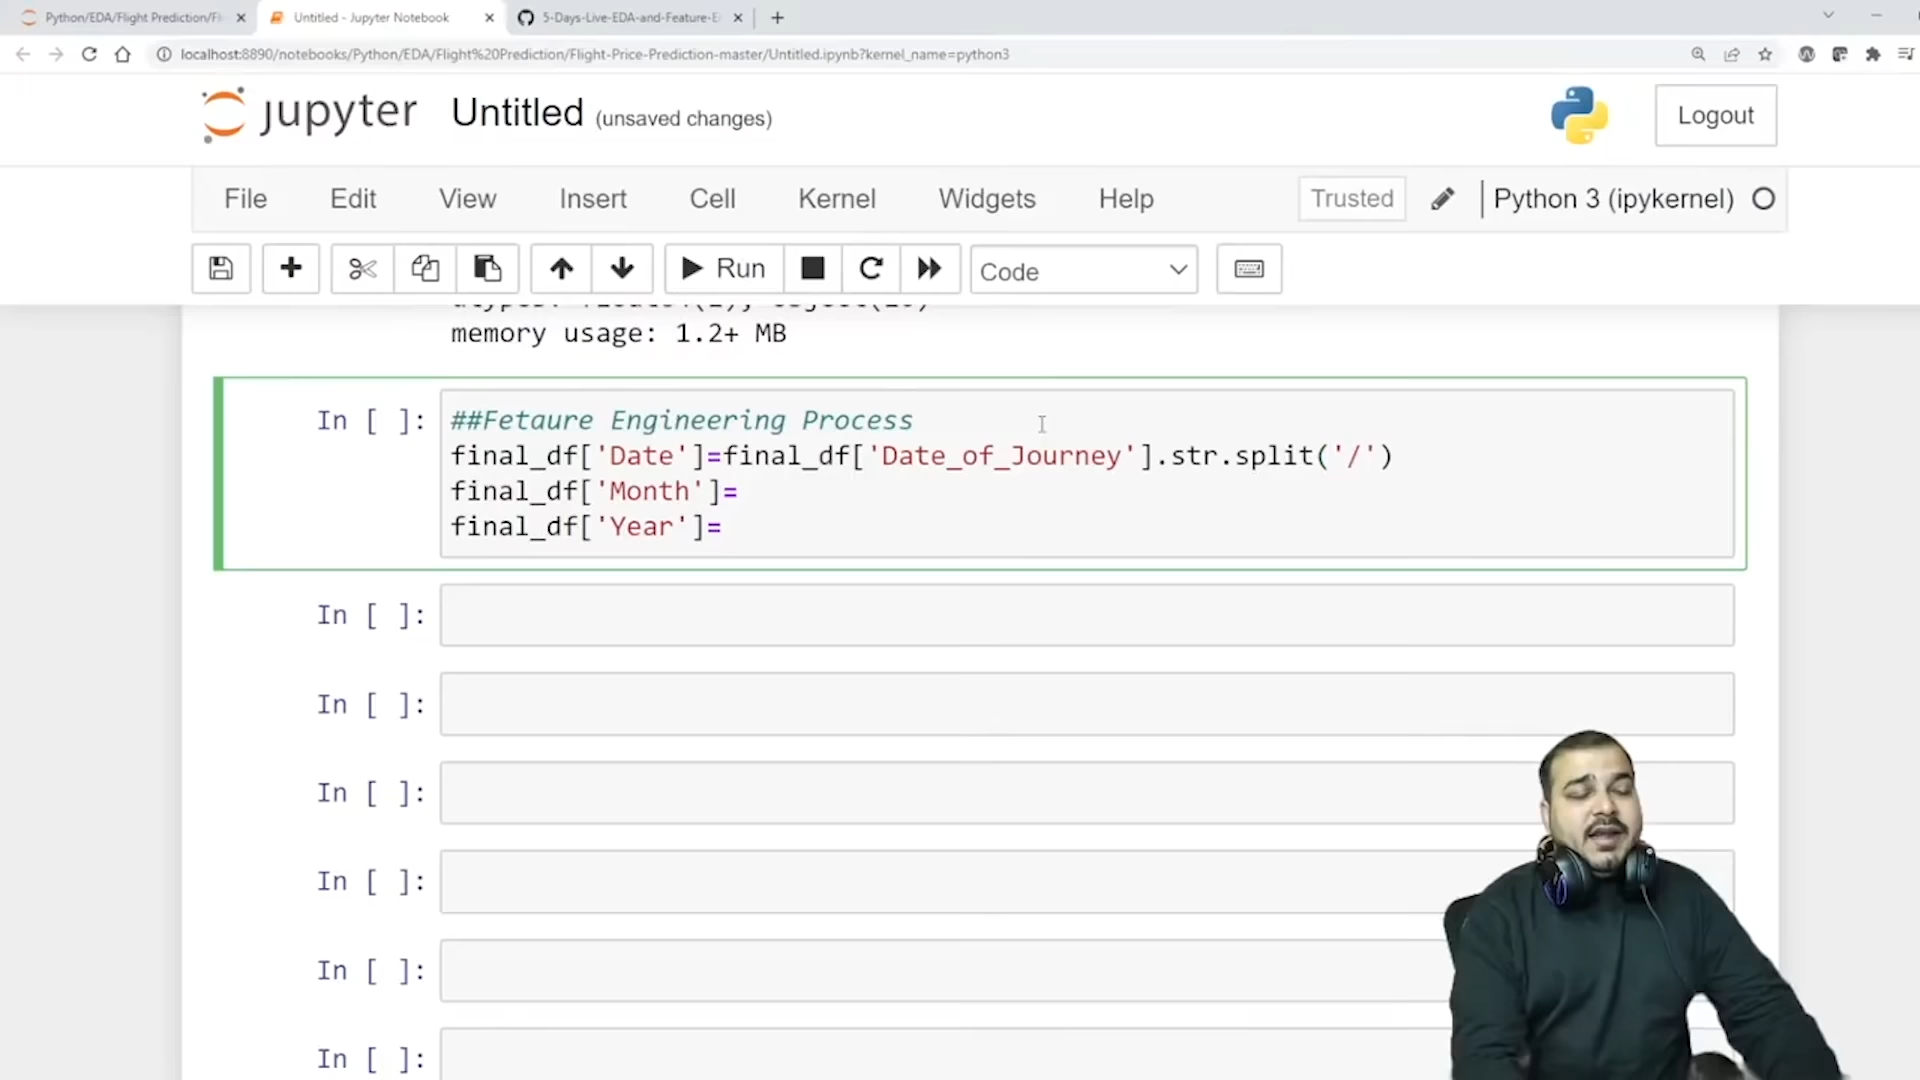 Python/EDA/Flight Prediction/Fl
Untitled - Jupyter Notebook
5-Days-Live-EDA-and-Feature-E
localhost:8890/notebooks/Python/EDA/Flight%20Prediction/Flight-Price-Prediction-master/Untitled.ipynb?kernel_name=python3
jupyter Untitled (unsaved changes)
Logout
File Edit View Insert Cell Kernel Widgets Help Trusted Python 3 (ipykernel)
Run Code
memory usage: 1.2+ MB
In [ ]: ##Fetaure Engineering Process
final_df['Date']=final_df['Date_of_Journey'].str.split('/')
final_df['Month']=
final_df['Year']=
In [ ]:
In [ ]:
In [ ]:
In [ ]:
In [ ]:
In [ ]: